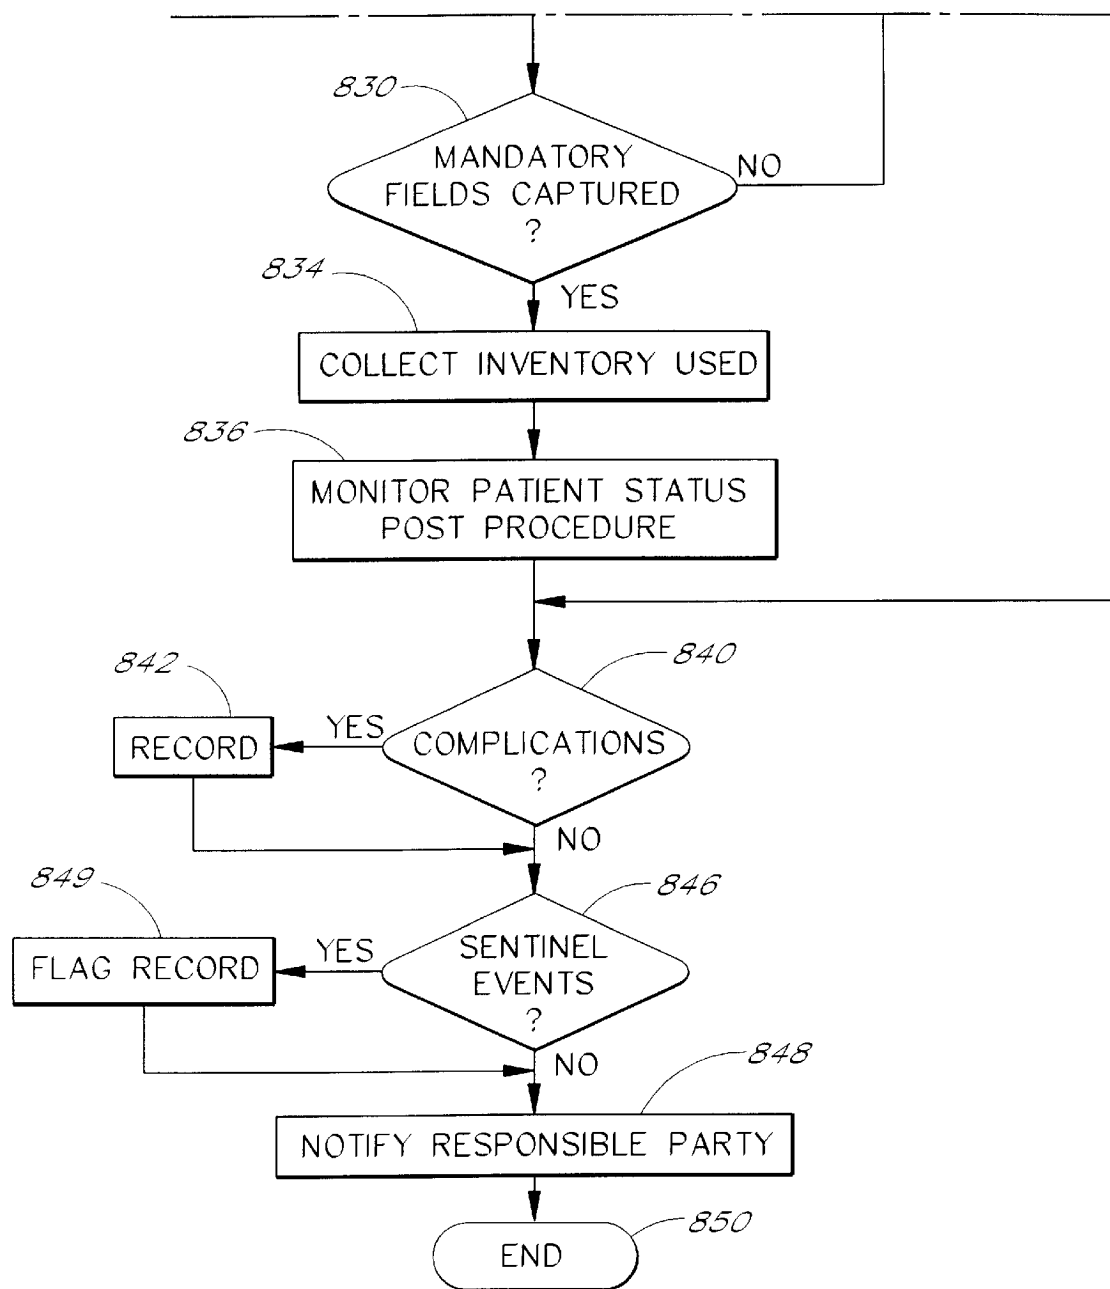 830
MANDATORY
FIELDS CAPTURED
?
NO
834
YES
COLLECT INVENTORY USED
836
MONITOR PATIENT STATUS
POST PROCEDURE
840
842
YES
RECORD
COMPLICATIONS
?
NO
846
849
YES
FLAG RECORD
SENTINEL
EVENTS
?
NO
848
NOTIFY RESPONSIBLE PARTY
850
END